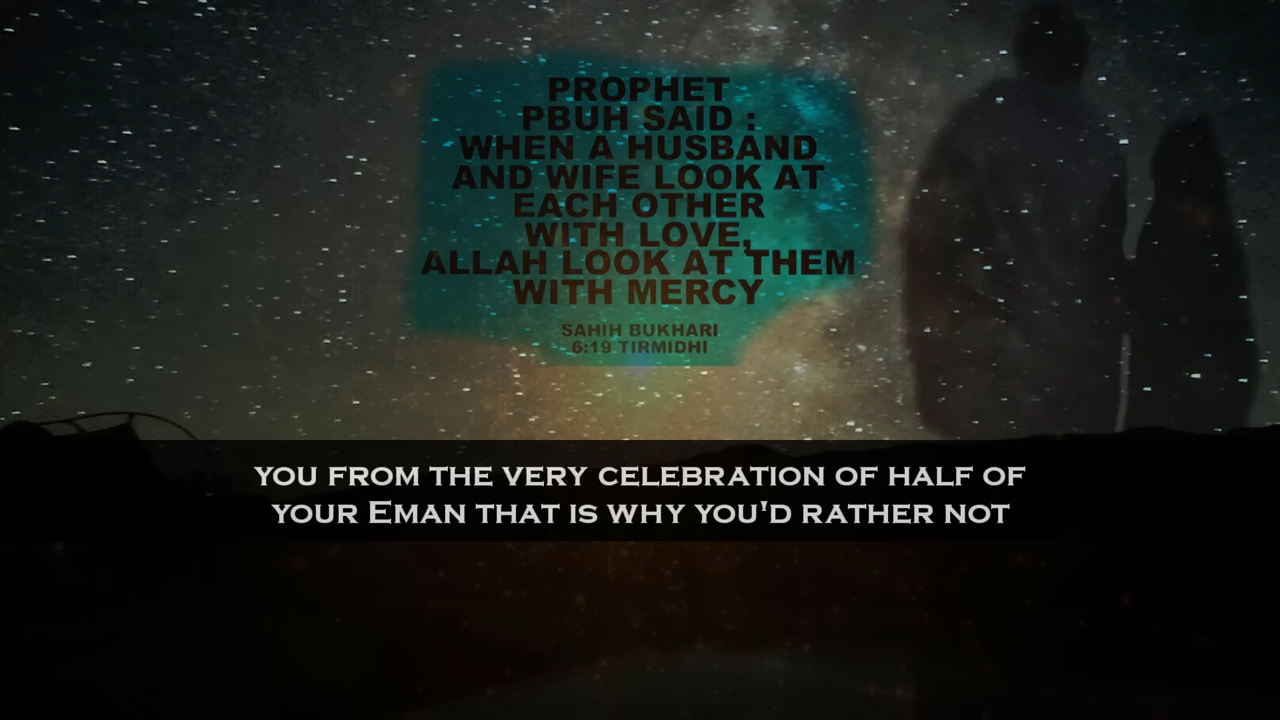 PROPHET
PBUH SAID :
WHEN A HUSBAND
AND WIFE LOOK AT
EACH OTHER
WITH LOVE,
ALLAH LOOK AT THEM
WITH MERCY
SAHIH BUKHARI
6:19 TIRMIDHI
YOU FROM THE VERY CELEBRATION OF HALF OF
YOUR EMAN THAT IS WHY YOU'D RATHER NOT